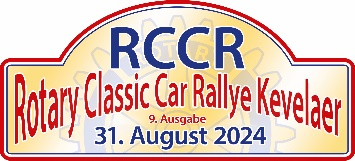 RCCR
Rotary Classic Car Rallye Kevelaer
9. Ausgabe
31. August 2024